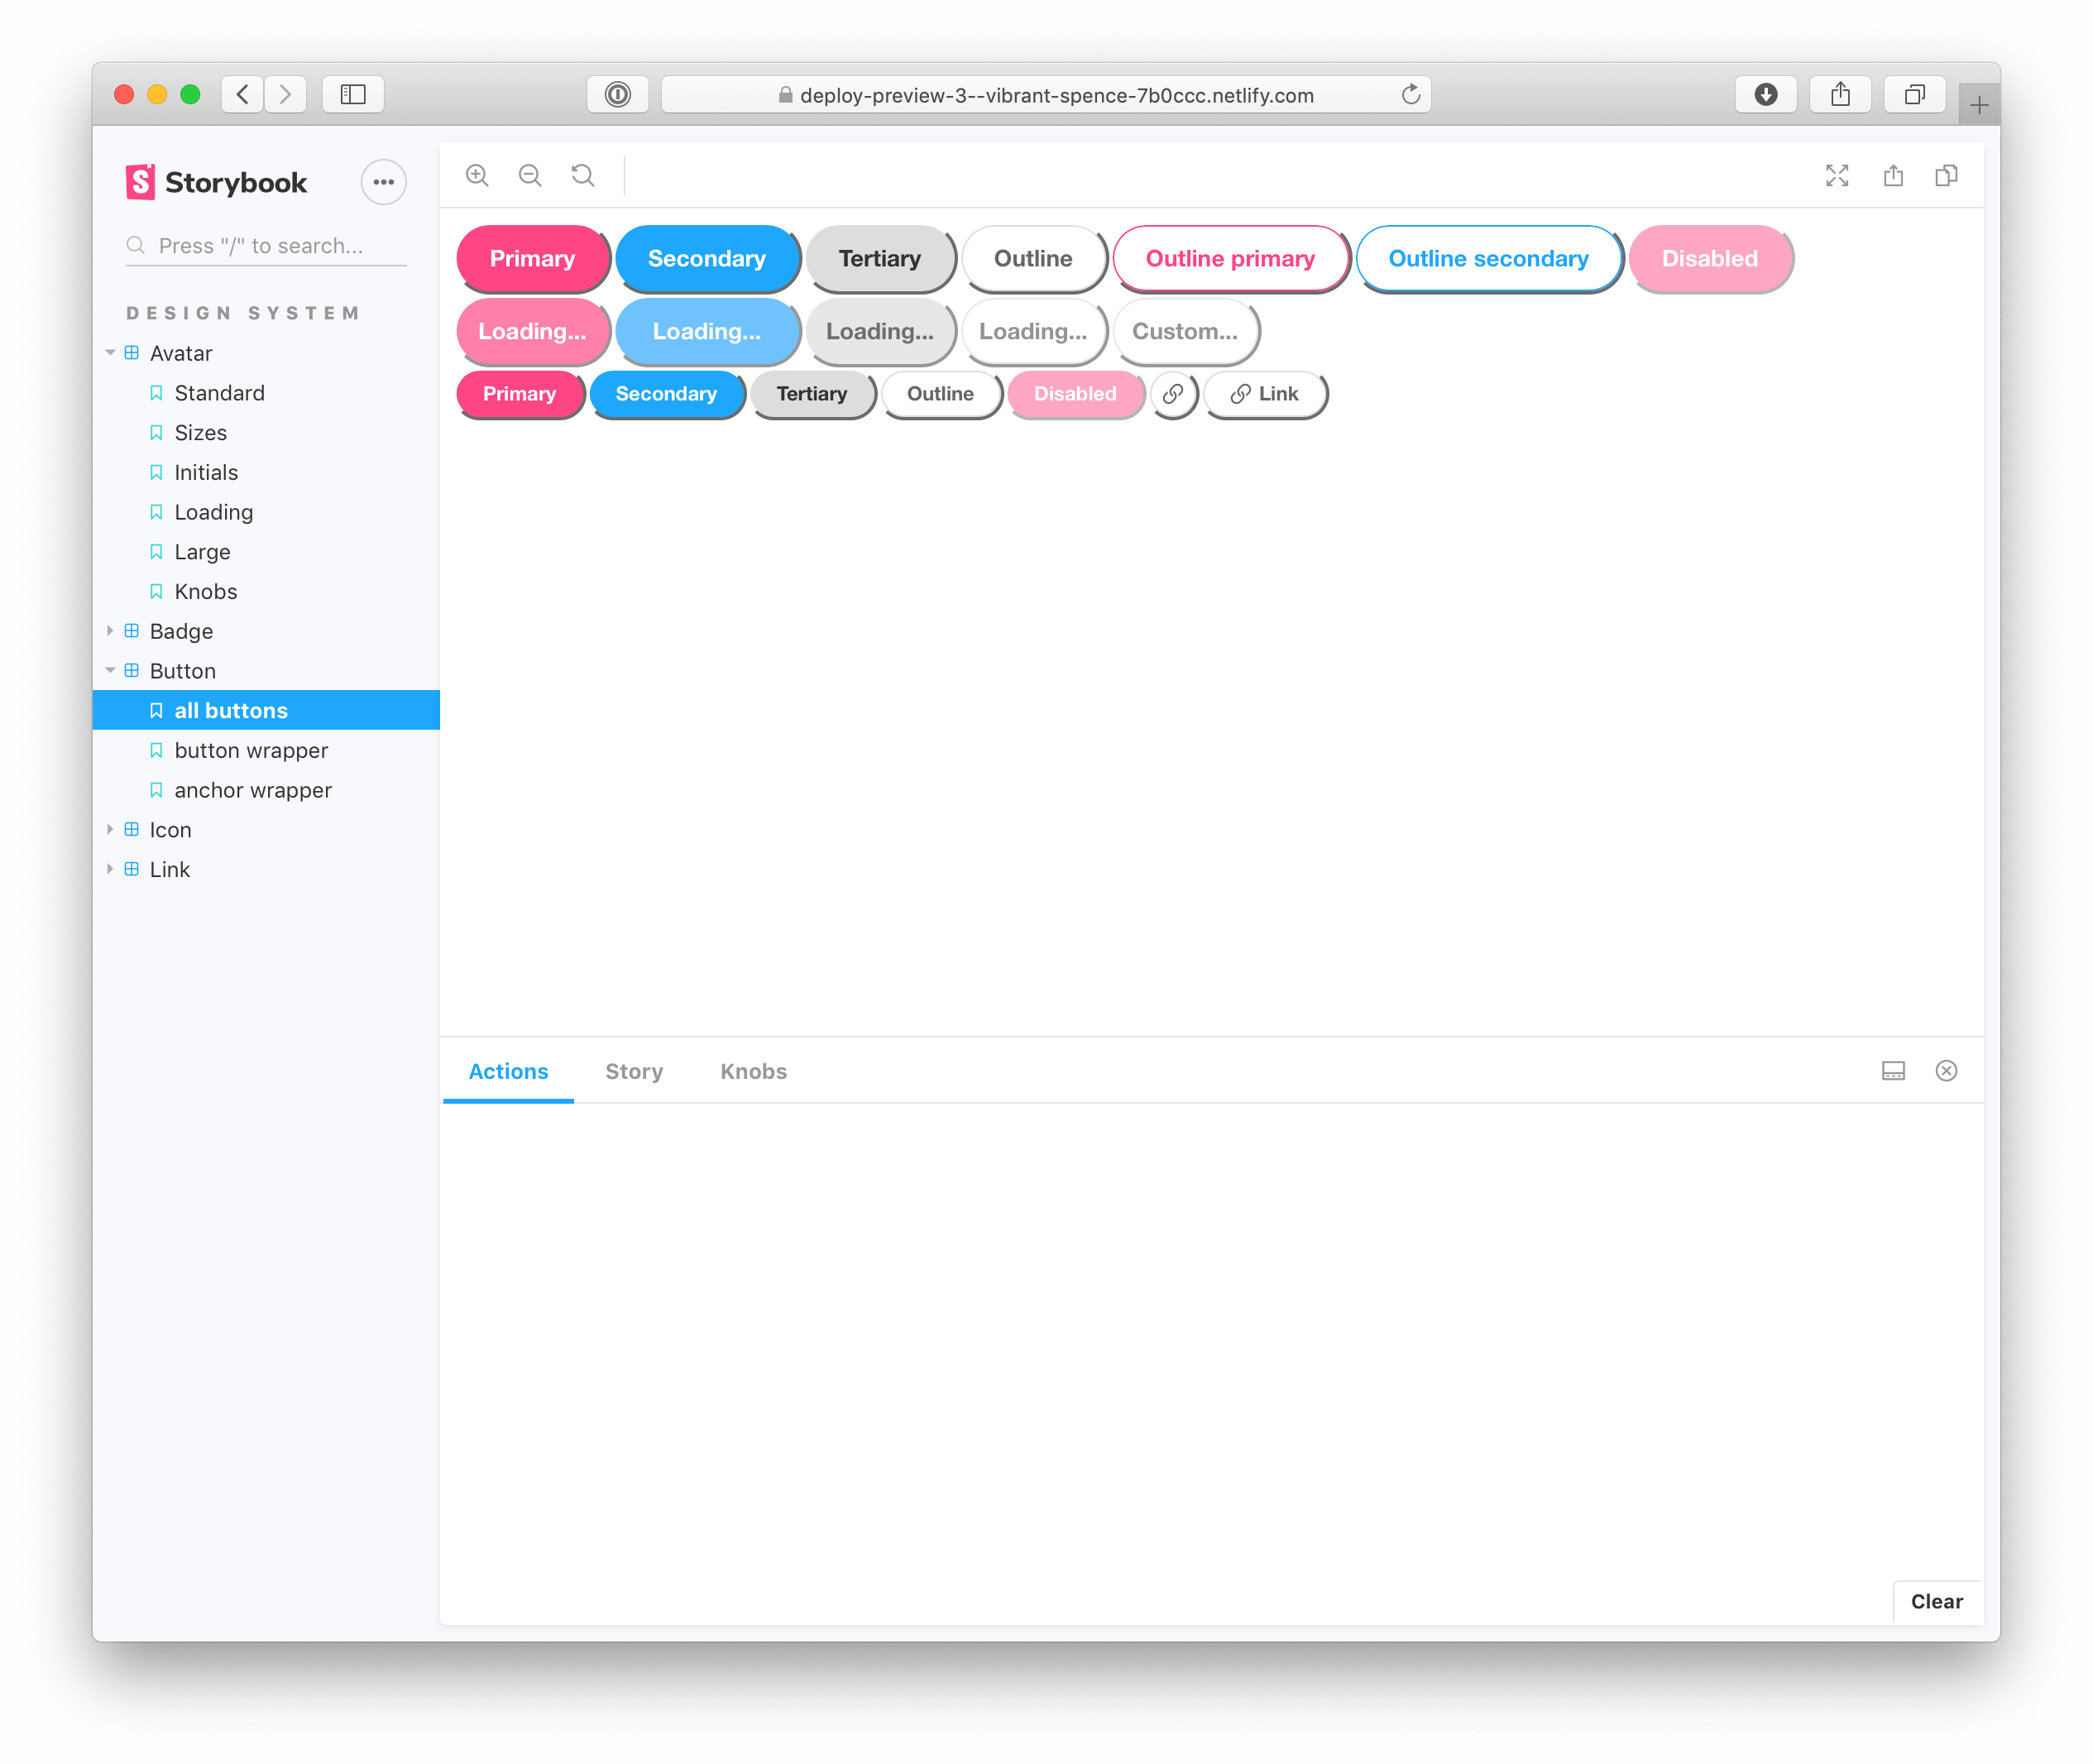 deploy-preview-3--vibrant-spence-7b0ccc.netlify.com
Storybook
Press "/" to search...
DESIGN SYSTEM
Avatar
Standard
Sizes
Initials
Loading
Large
Knobs
Badge
Button
all buttons
button wrapper
anchor wrapper
Icon
Link
Primary Secondary Tertiary Outline Outline primary Outline secondary Disabled
Loading... Loading... Loading... Loading... Custom...
Primary Secondary Tertiary Outline Disabled Link
Actions Story Knobs
Clear